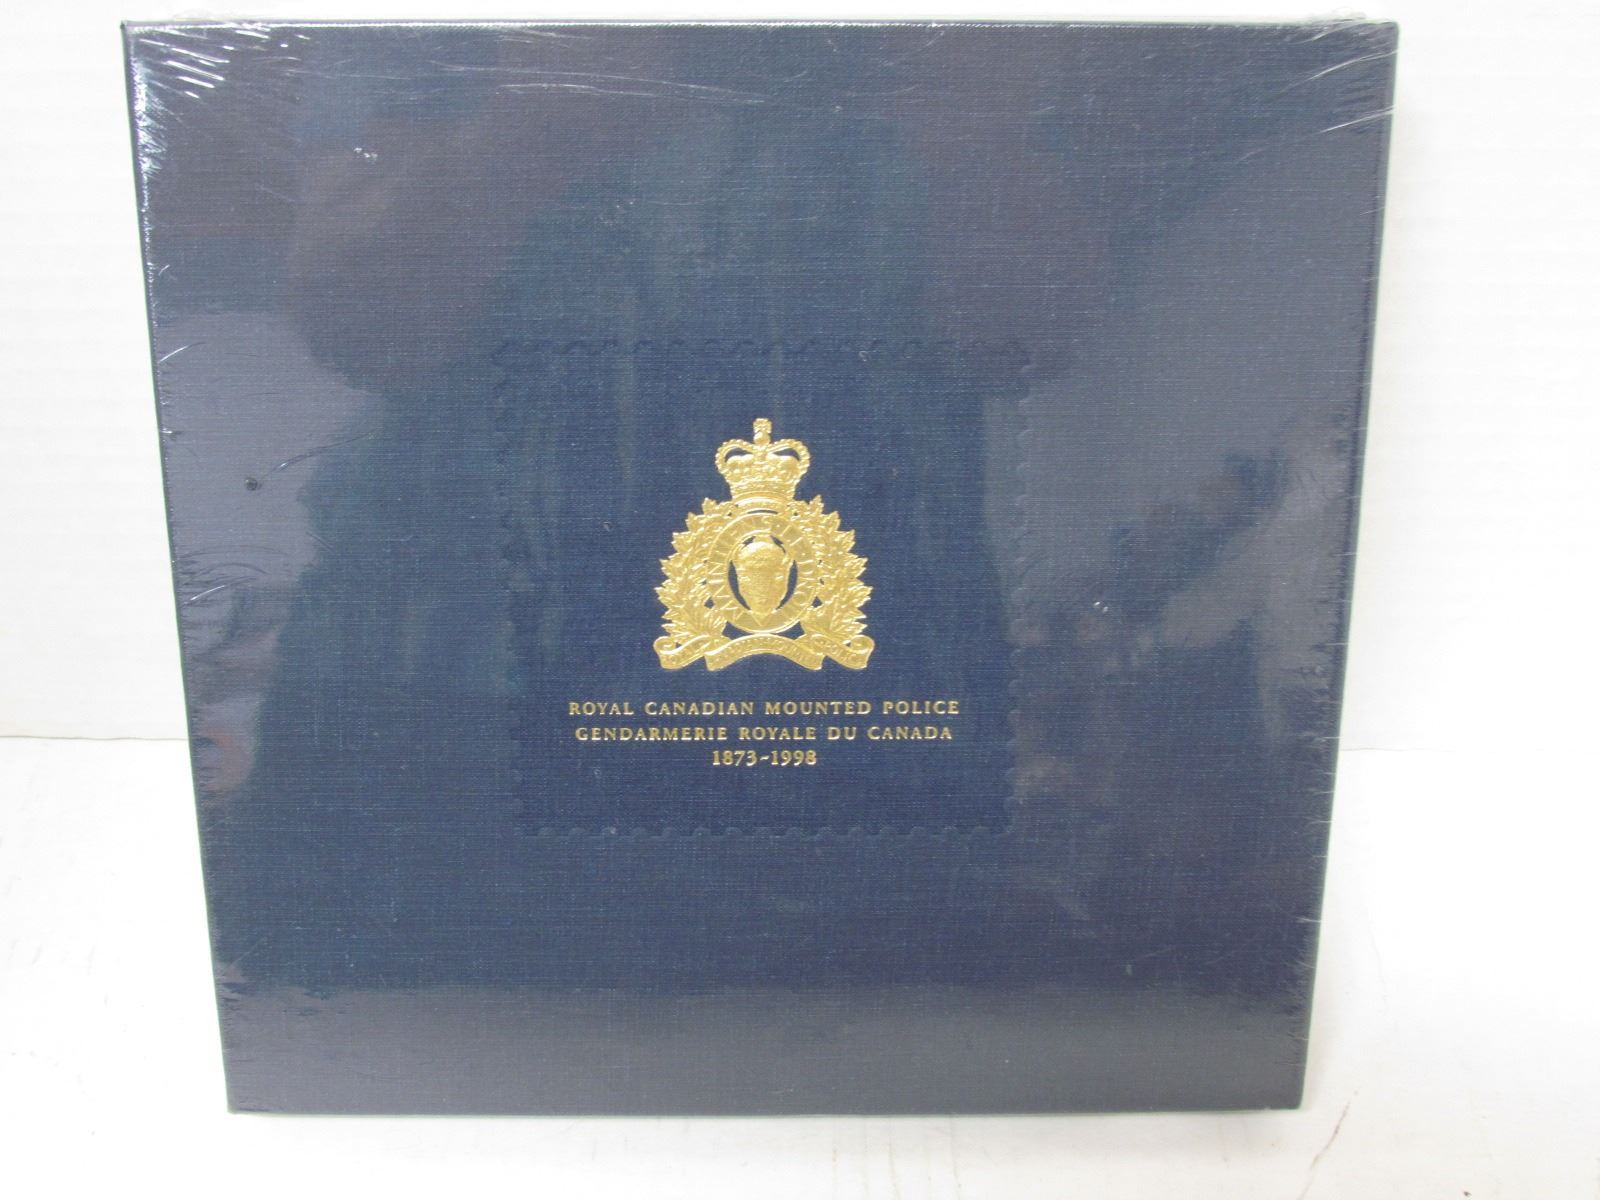 ROYAL CANADIAN MOUNTED POLICE
GENDARMERIE ROYALE DU CANADA
1873-1998